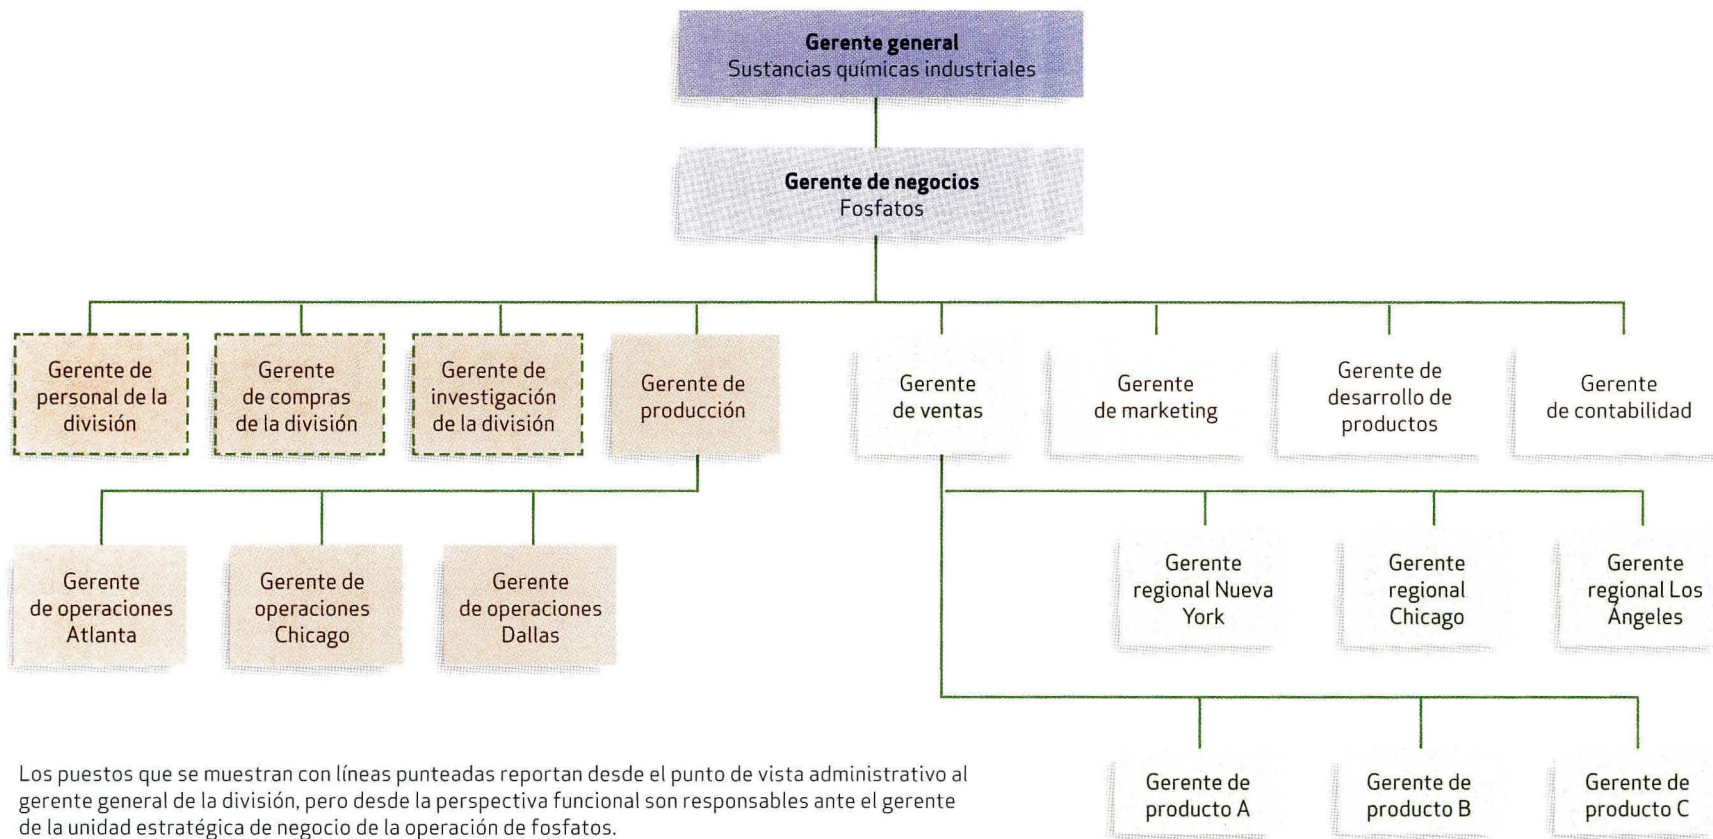 Gerente general
Sustancias químicas industriales
Gerente de negocios
Fosfatos
Gerente de
personal de la
división
Gerente
de compras
de la división
Gerente de
investigación
de la división
Gerente de
producción
Gerente
de ventas
Gerente
de marketing
Gerente de
desarrollo de
productos
Gerente
de contabilidad
Gerente
de operaciones
Atlanta
Gerente de
operaciones
Chicago
Gerente
de operaciones
Dallas
Gerente
regional Nueva
York
Gerente
regional
Chicago
Gerente
regional Los
Ángeles
Gerente de
producto A
Gerente de
producto B
Gerente de
producto C
Los puestos que se muestran con líneas punteadas reportan desde el punto de vista administrativo al
gerente general de la división, pero desde la perspectiva funcional son responsables ante el gerente
de la unidad estratégica de negocio de la operación de fosfatos.